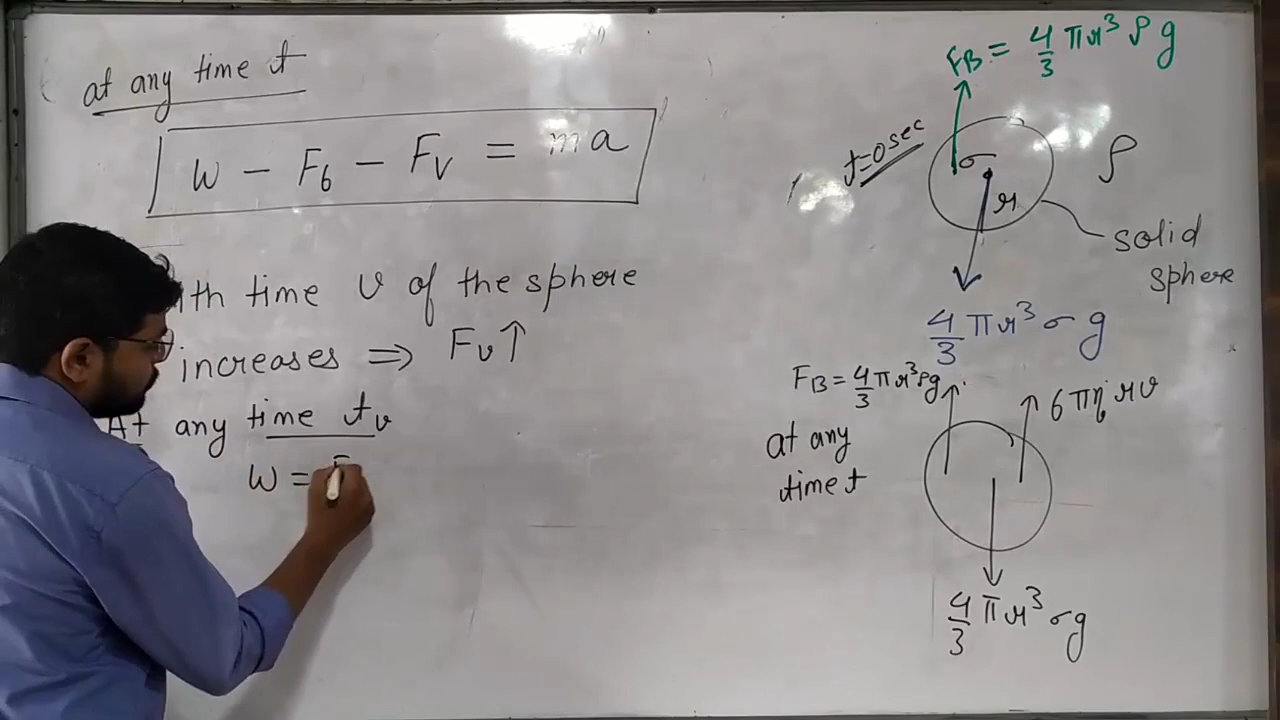 at any time t
W - F_b - F_v = ma
th time v of the sphere
increases ⇒ F_v ↑
At any time t_v
W = F
F_B = 4/3 πr³ρg
t=0 sec
σ
r
ρ
solid
sphere
4/3 πr³σg
F_B = 4/3 πr³ρg
6πηrv
at any
time t
4/3 πr³σg